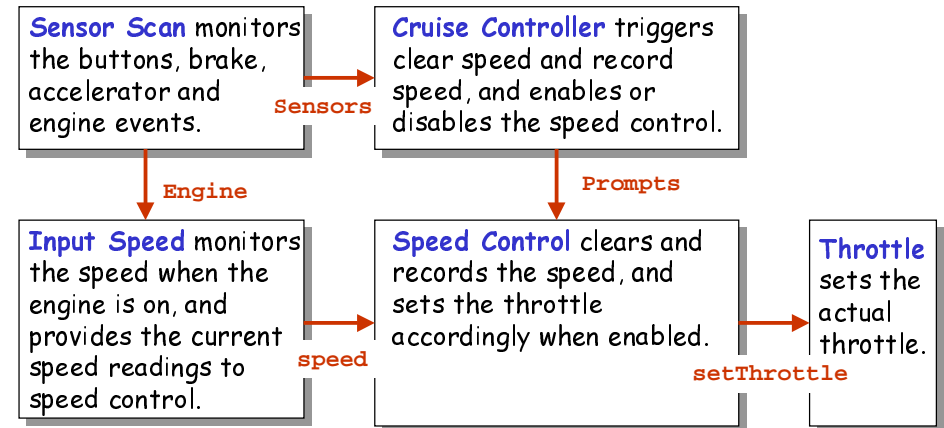 Sensor Scan monitors
the buttons, brake,
accelerator and
engine events.
Sensors
Cruise Controller triggers
clear speed and record
speed, and enables or
disables the speed control.
Engine
Prompts
Input Speed monitors
the speed when the
engine is on, and
provides the current
speed readings to
speed control.
speed
Speed Control clears and
records the speed, and
sets the throttle
accordingly when enabled.
setThrottle
Throttle
sets the
actual
throttle.